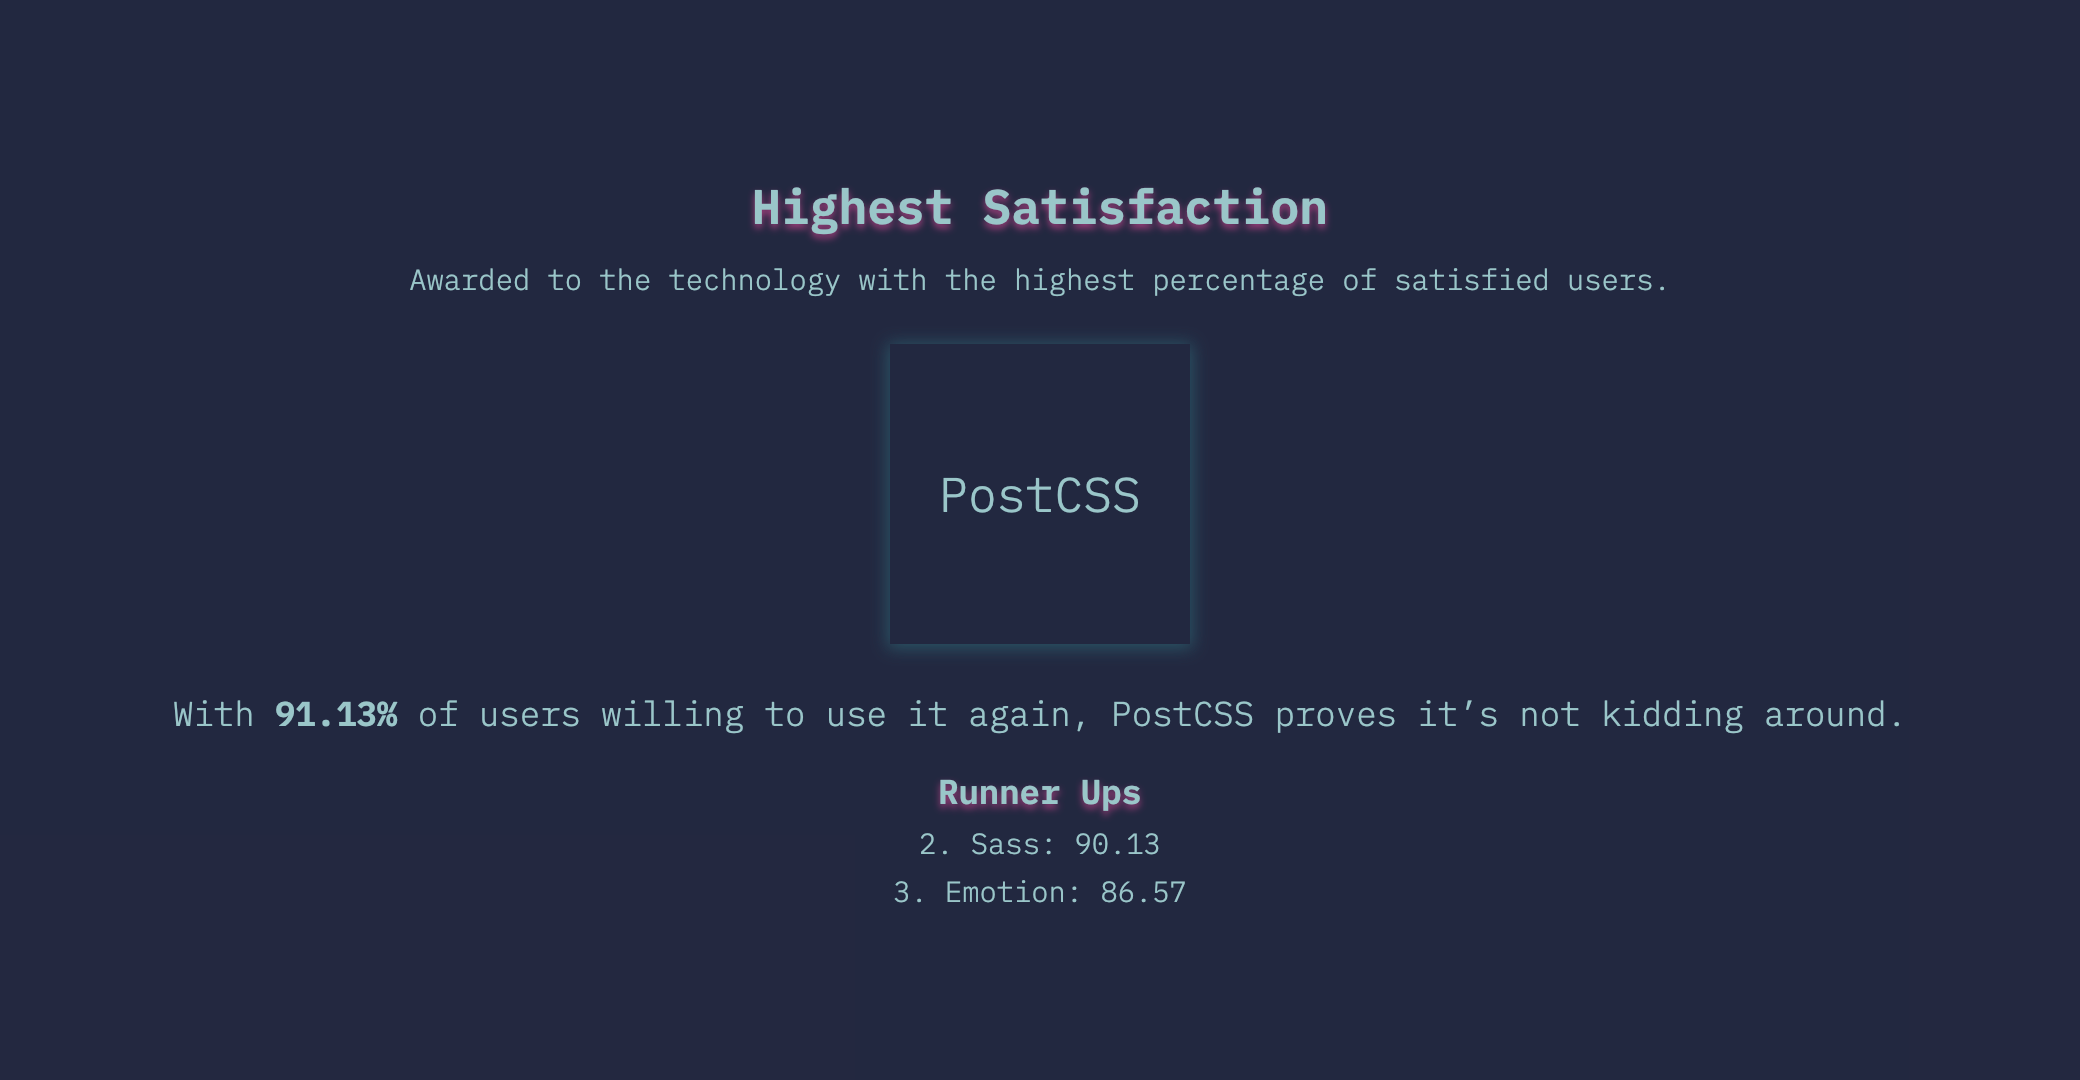 Highest Satisfaction
Awarded to the technology with the highest percentage of satisfied users.
PostCSS
With 91.13% of users willing to use it again, PostCSS proves it’s not kidding around.
Runner Ups
2. Sass: 90.13
3. Emotion: 86.57